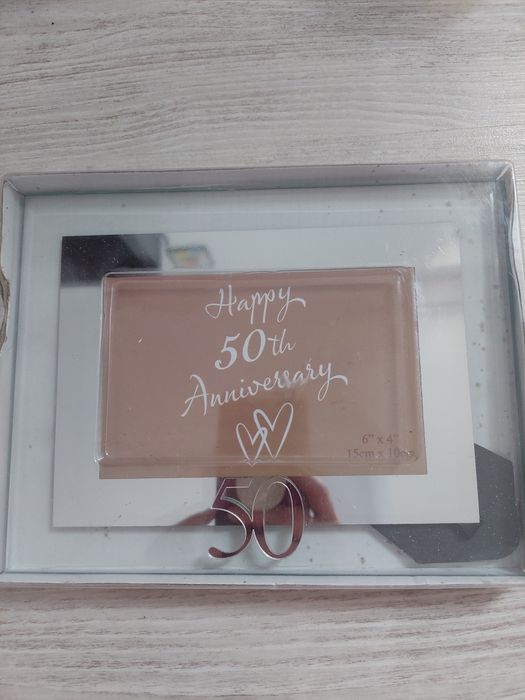 Happy
50th
Anniversary
6" x 4"
15cm x 10cm
50